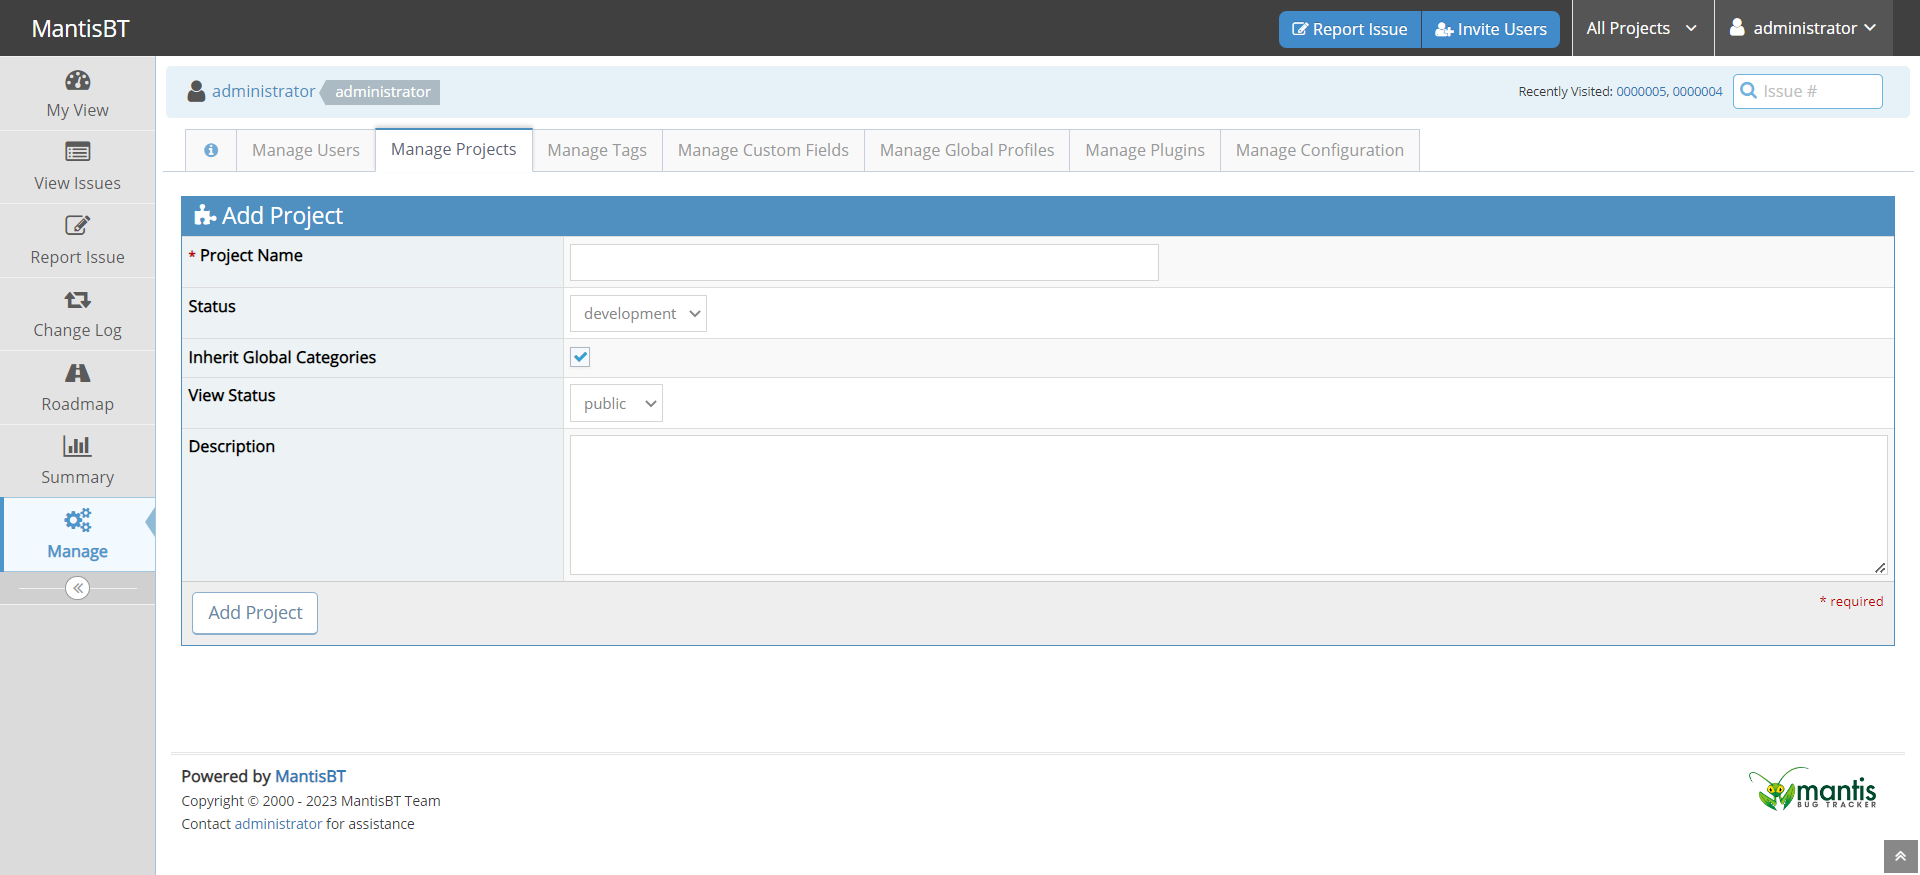 MantisBT
Report Issue
Invite Users
All Projects
administrator
My View
View Issues
Report Issue
Change Log
Roadmap
Summary
Manage
administrator
administrator
Recently Visited: 0000005, 0000004
Issue #
Manage Users
Manage Projects
Manage Tags
Manage Custom Fields
Manage Global Profiles
Manage Plugins
Manage Configuration
Add Project
* Project Name
Status
development
Inherit Global Categories
View Status
public
Description
Add Project
* required
Powered by MantisBT
Copyright © 2000 - 2023 MantisBT Team
Contact administrator for assistance
mantis
BUG TRACKER